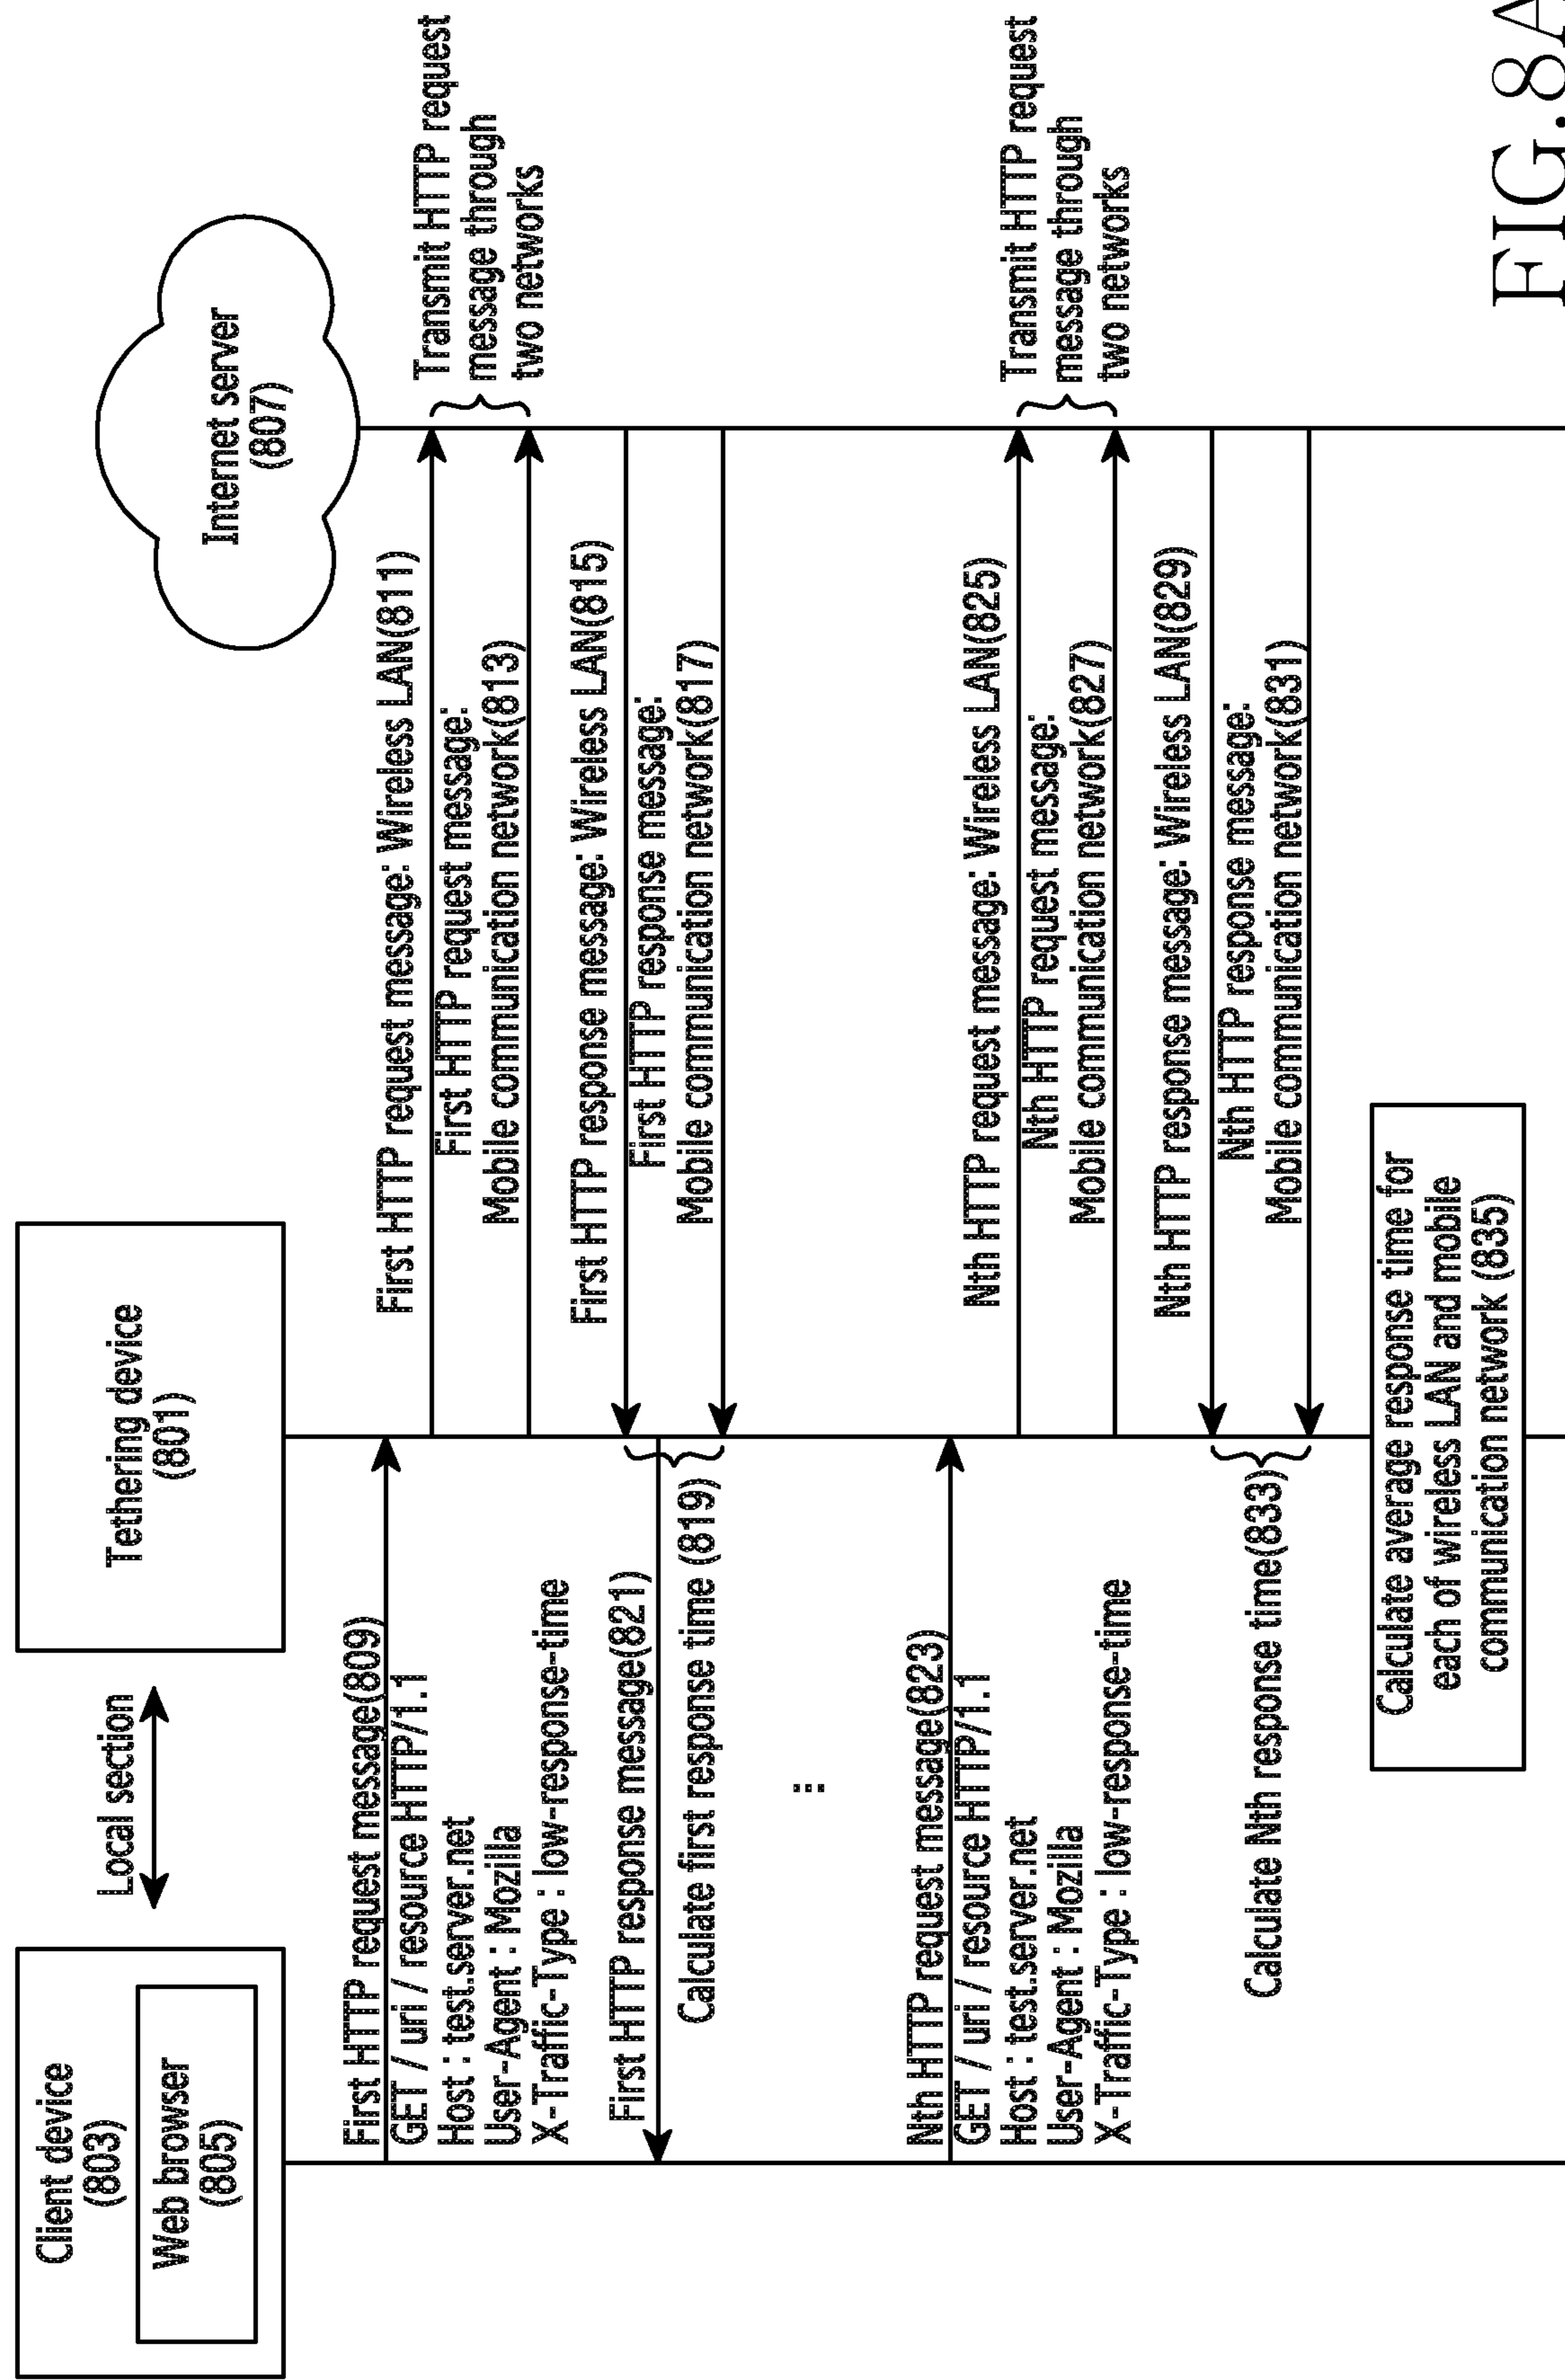 Client device
(803)
Web browser
(805)
Local section
Tethering device
(801)
Internet server
(807)
First HTTP request message(809)
GET / uri / resource HTTP/1.1
Host : test.server.net
User-Agent : Mozilla
X-Traffic-Type : low-response-time
First HTTP request message: Wireless LAN(811)
First HTTP request message:
Mobile communication network(813)
Transmit HTTP request
message through
two networks
First HTTP response message: Wireless LAN(815)
First HTTP response message:
Mobile communication network(817)
First HTTP response message(821)
Calculate first response time (819)
...
Nth HTTP request message(823)
GET / uri / resource HTTP/1.1
Host : test.server.net
User-Agent : Mozilla
X-Traffic-Type : low-response-time
Nth HTTP request message: Wireless LAN(825)
Nth HTTP request message:
Mobile communication network(827)
Transmit HTTP request
message through
two networks
Nth HTTP response message: Wireless LAN(829)
Nth HTTP response message:
Mobile communication network(831)
Calculate Nth response time(833)
Calculate average response time for
each of wireless LAN and mobile
communication network (835)
FIG.8A